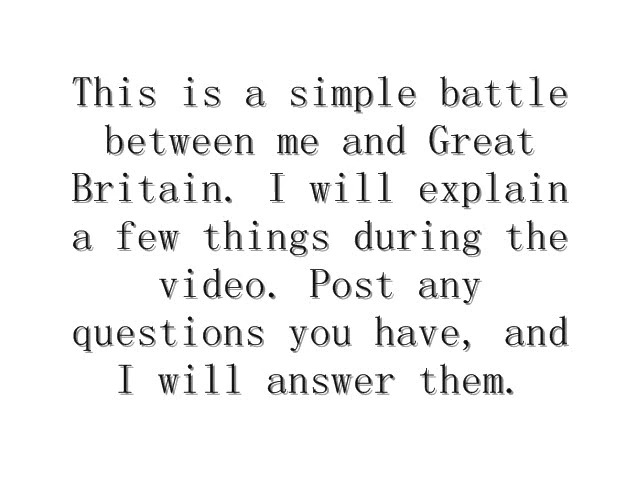 This is a simple battle
between me and Great
Britain. I will explain
a few things during the
video. Post any
questions you have, and
I will answer them.